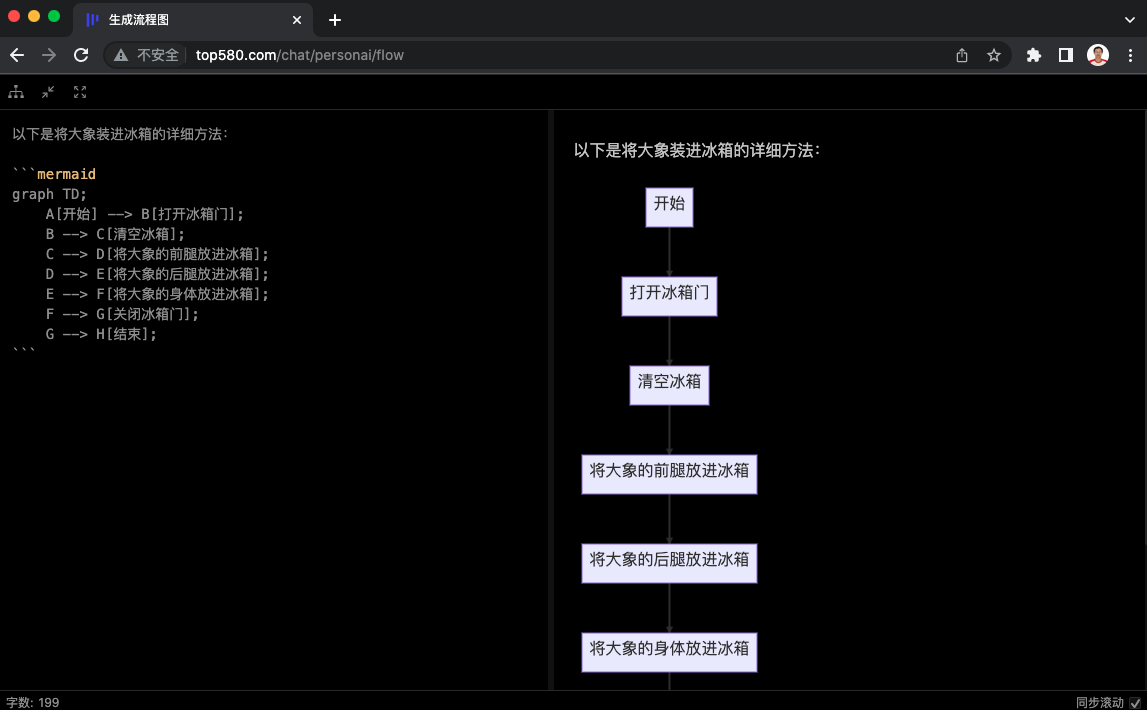 生成流程图
不安全
top580.com/chat/personai/flow
以下是将大象装进冰箱的详细方法：
```mermaid
graph TD;
    A[开始] --> B[打开冰箱门];
    B --> C[清空冰箱];
    C --> D[将大象的前腿放进冰箱];
    D --> E[将大象的后腿放进冰箱];
    E --> F[将大象的身体放进冰箱];
    F --> G[关闭冰箱门];
    G --> H[结束];
```
以下是将大象装进冰箱的详细方法：
开始
打开冰箱门
清空冰箱
将大象的前腿放进冰箱
将大象的后腿放进冰箱
将大象的身体放进冰箱
字数: 199
同步滚动